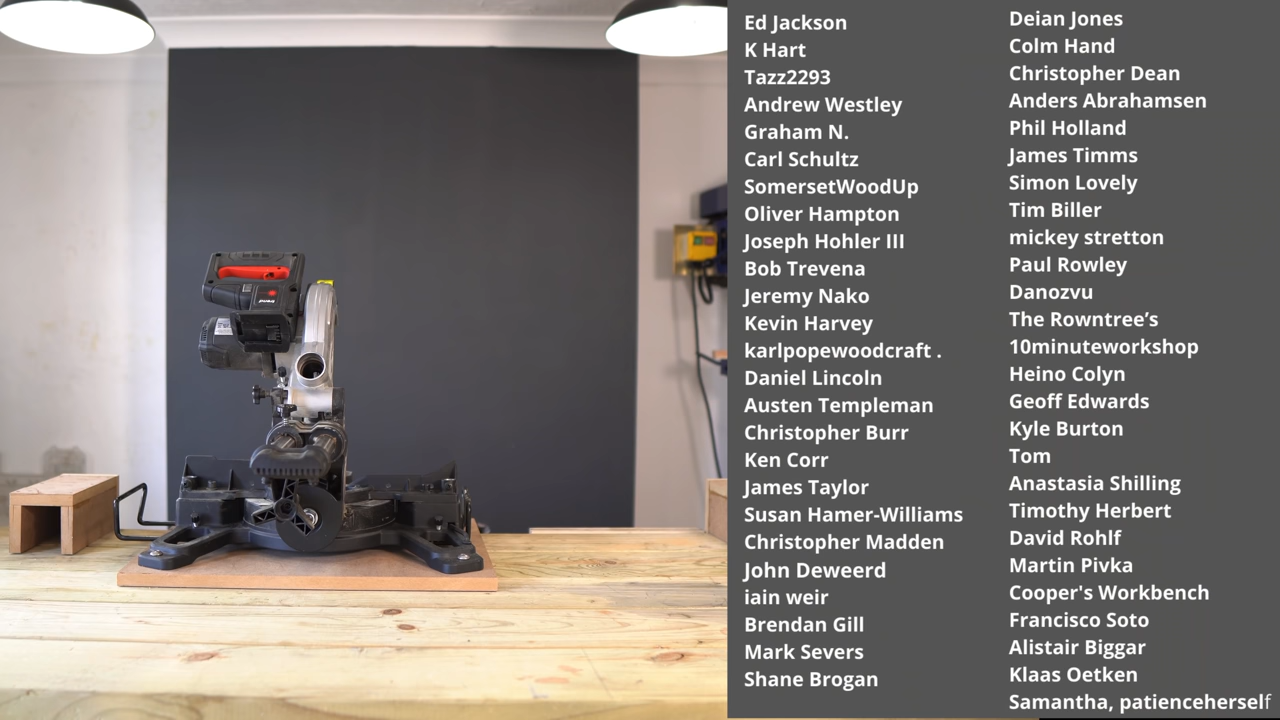 Ed Jackson
K Hart
Tazz2293
Andrew Westley
Graham N.
Carl Schultz
SomersetWoodUp
Oliver Hampton
Joseph Hohler III
Bob Trevena
Jeremy Nako
Kevin Harvey
karlpopewoodcraft .
Daniel Lincoln
Austen Templeman
Christopher Burr
Ken Corr
James Taylor
Susan Hamer-Williams
Christopher Madden
John Deweerd
iain weir
Brendan Gill
Mark Severs
Shane Brogan
Deian Jones
Colm Hand
Christopher Dean
Anders Abrahamsen
Phil Holland
James Timms
Simon Lovely
Tim Biller
mickey stretton
Paul Rowley
Danozvu
The Rowntree’s
10minuteworkshop
Heino Colyn
Geoff Edwards
Kyle Burton
Tom
Anastasia Shilling
Timothy Herbert
David Rohlf
Martin Pivka
Cooper's Workbench
Francisco Soto
Alistair Biggar
Klaas Oetken
Samantha, patienceherself
trend